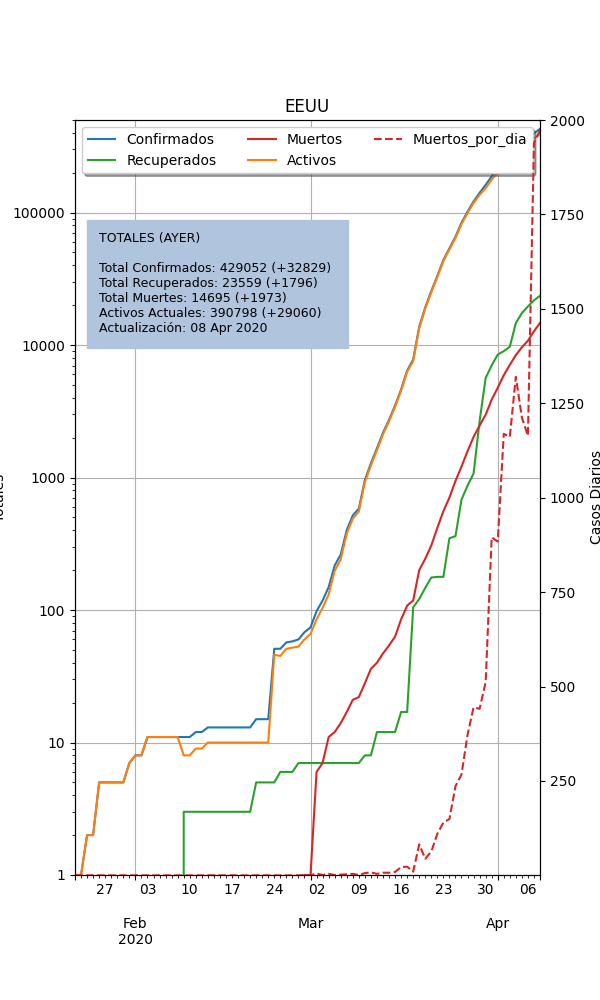 EEUU
Confirmados
Recuperados
Muertos
Activos
Muertos_por_dia
TOTALES (AYER)
Total Confirmados: 429052 (+32829)
Total Recuperados: 23559 (+1796)
Total Muertes: 14695 (+1973)
Activos Actuales: 390798 (+29060)
Actualización: 08 Apr 2020
100000
10000
1000
100
10
1
2000
1750
1500
1250
1000
750
500
250
Casos Diarios
27 03 10 17 24 02 09 16 23 30 06
Feb Mar Apr
2020